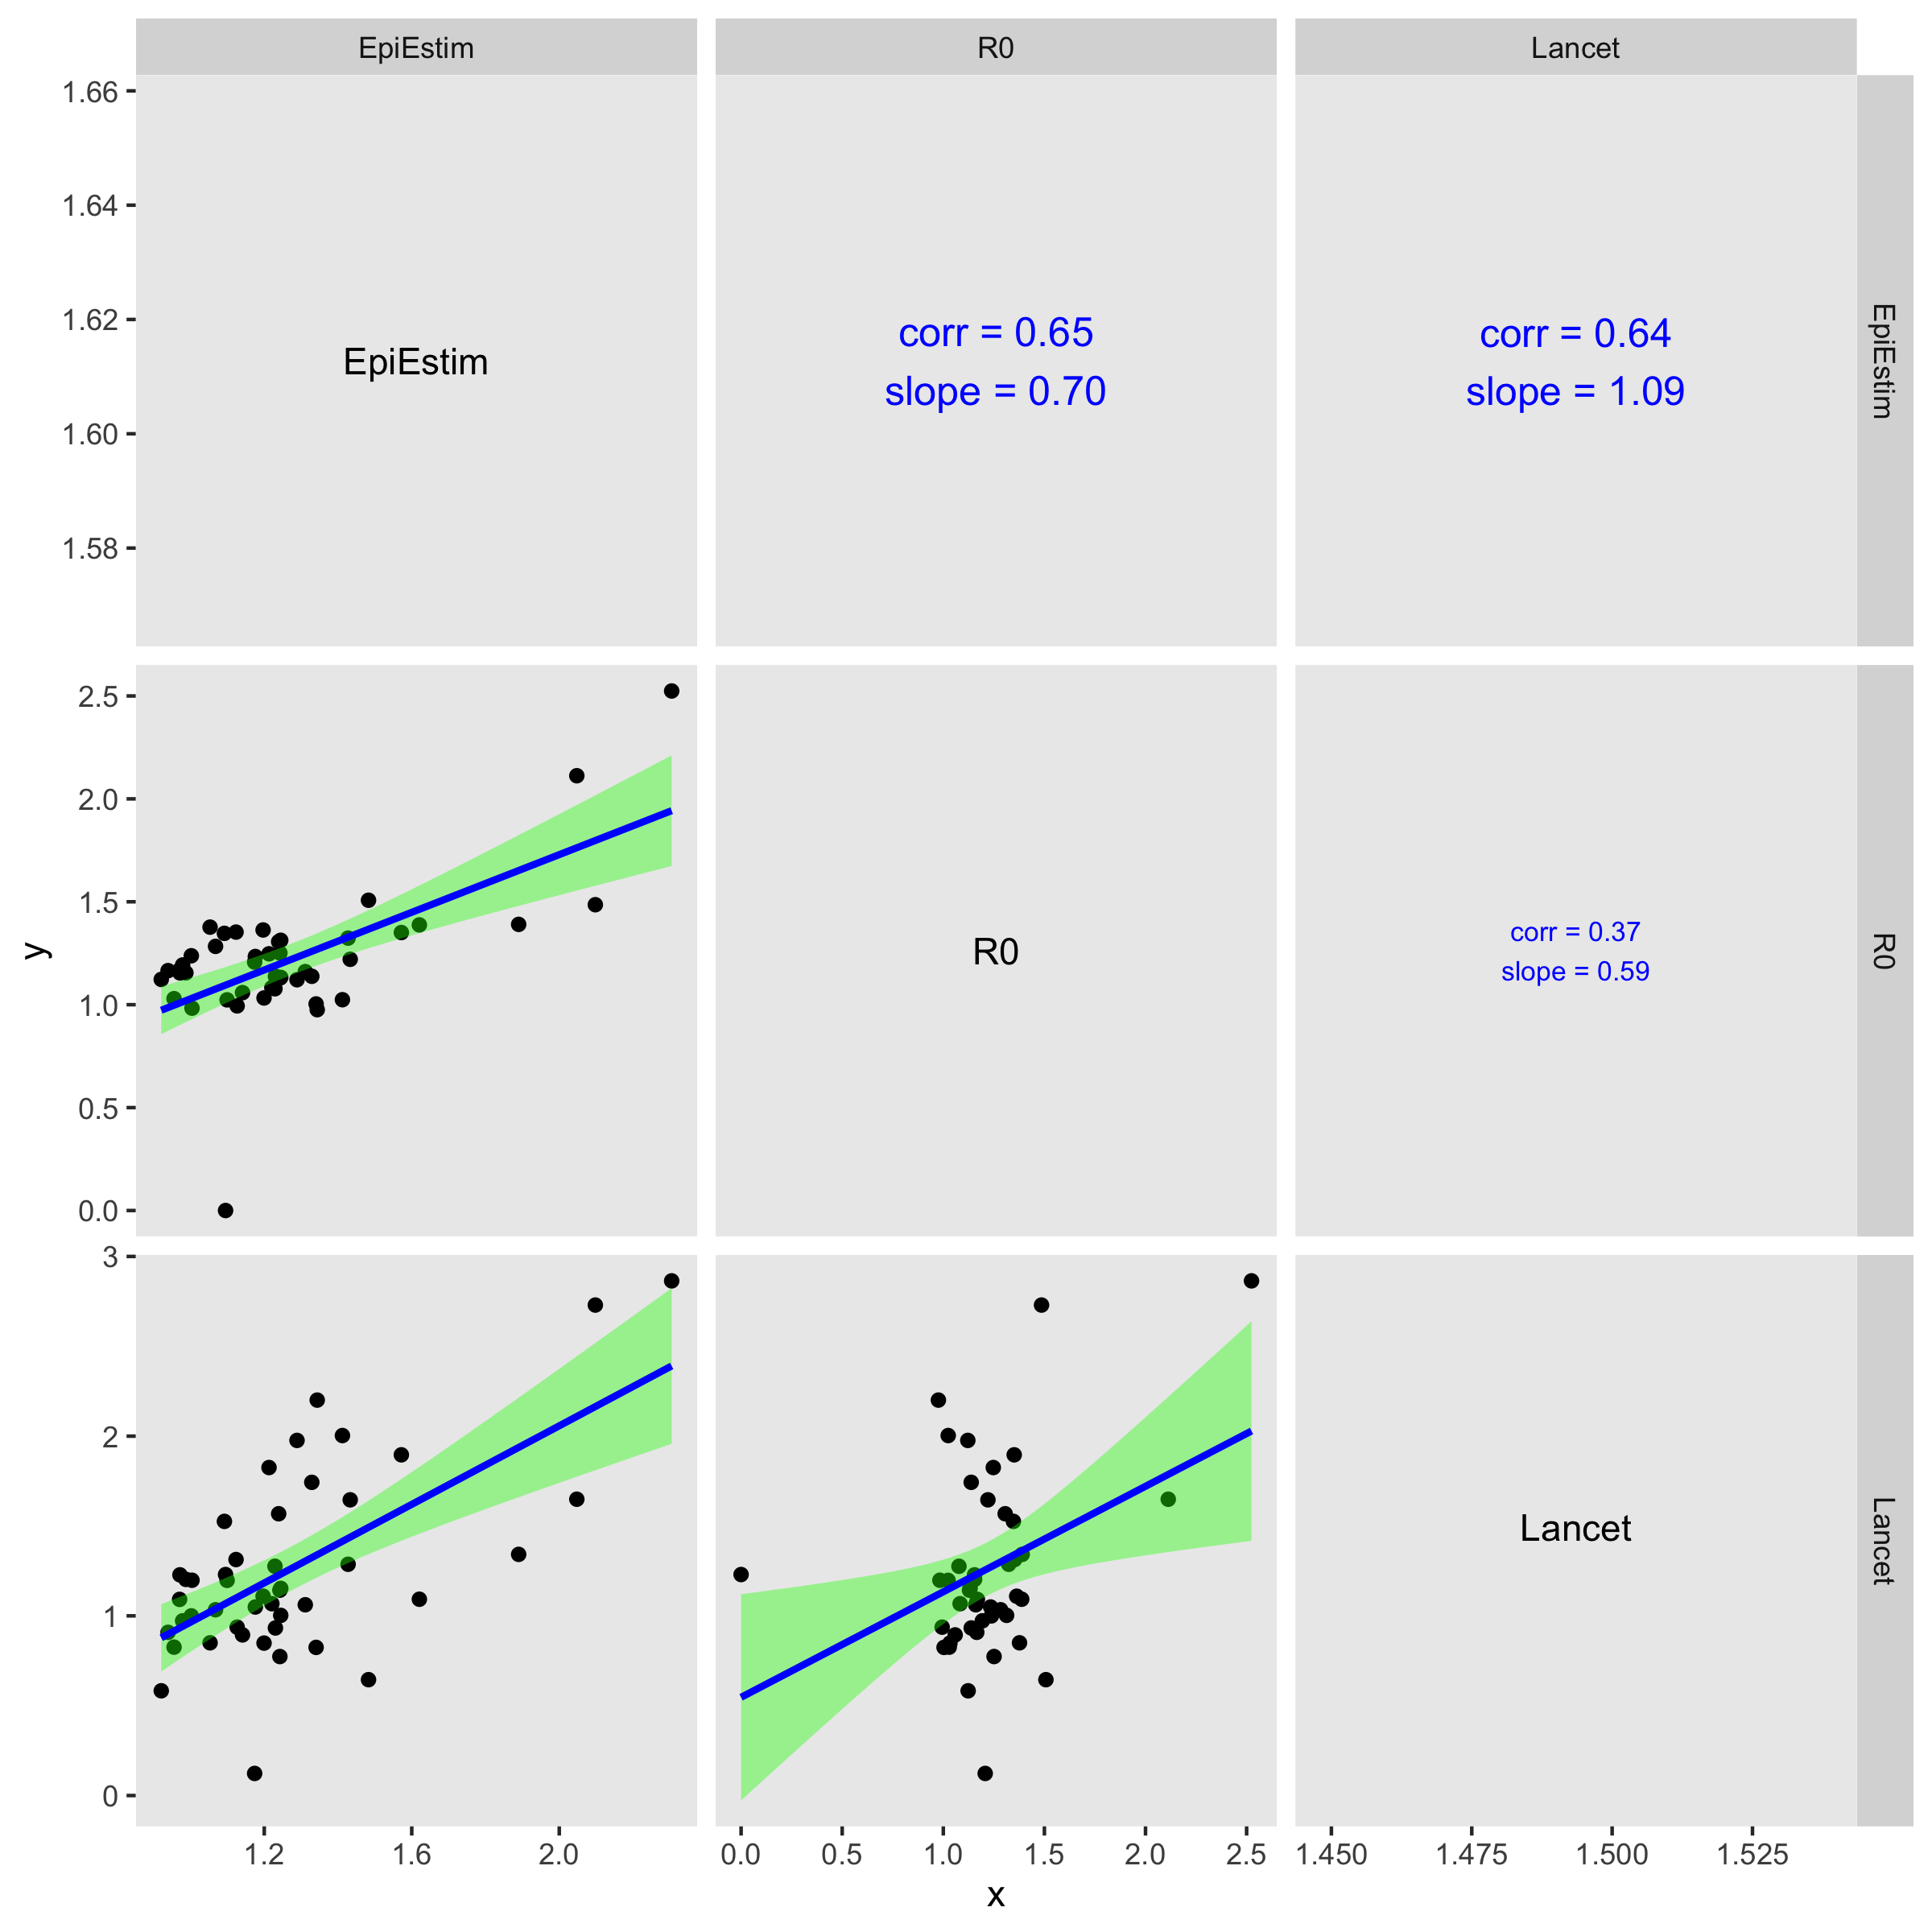 EpiEstim
R0
Lancet
1.66
1.64
1.62
1.60
1.58
EpiEstim
corr = 0.65
slope = 0.70
corr = 0.64
slope = 1.09
EpiEstim
y
2.5
2.0
1.5
1.0
0.5
0.0
R0
corr = 0.37
slope = 0.59
R0
3
2
1
0
Lancet
Lancet
1.2
1.6
2.0
0.0
0.5
1.0
1.5
2.0
2.5
1.450
1.475
1.500
1.525
x